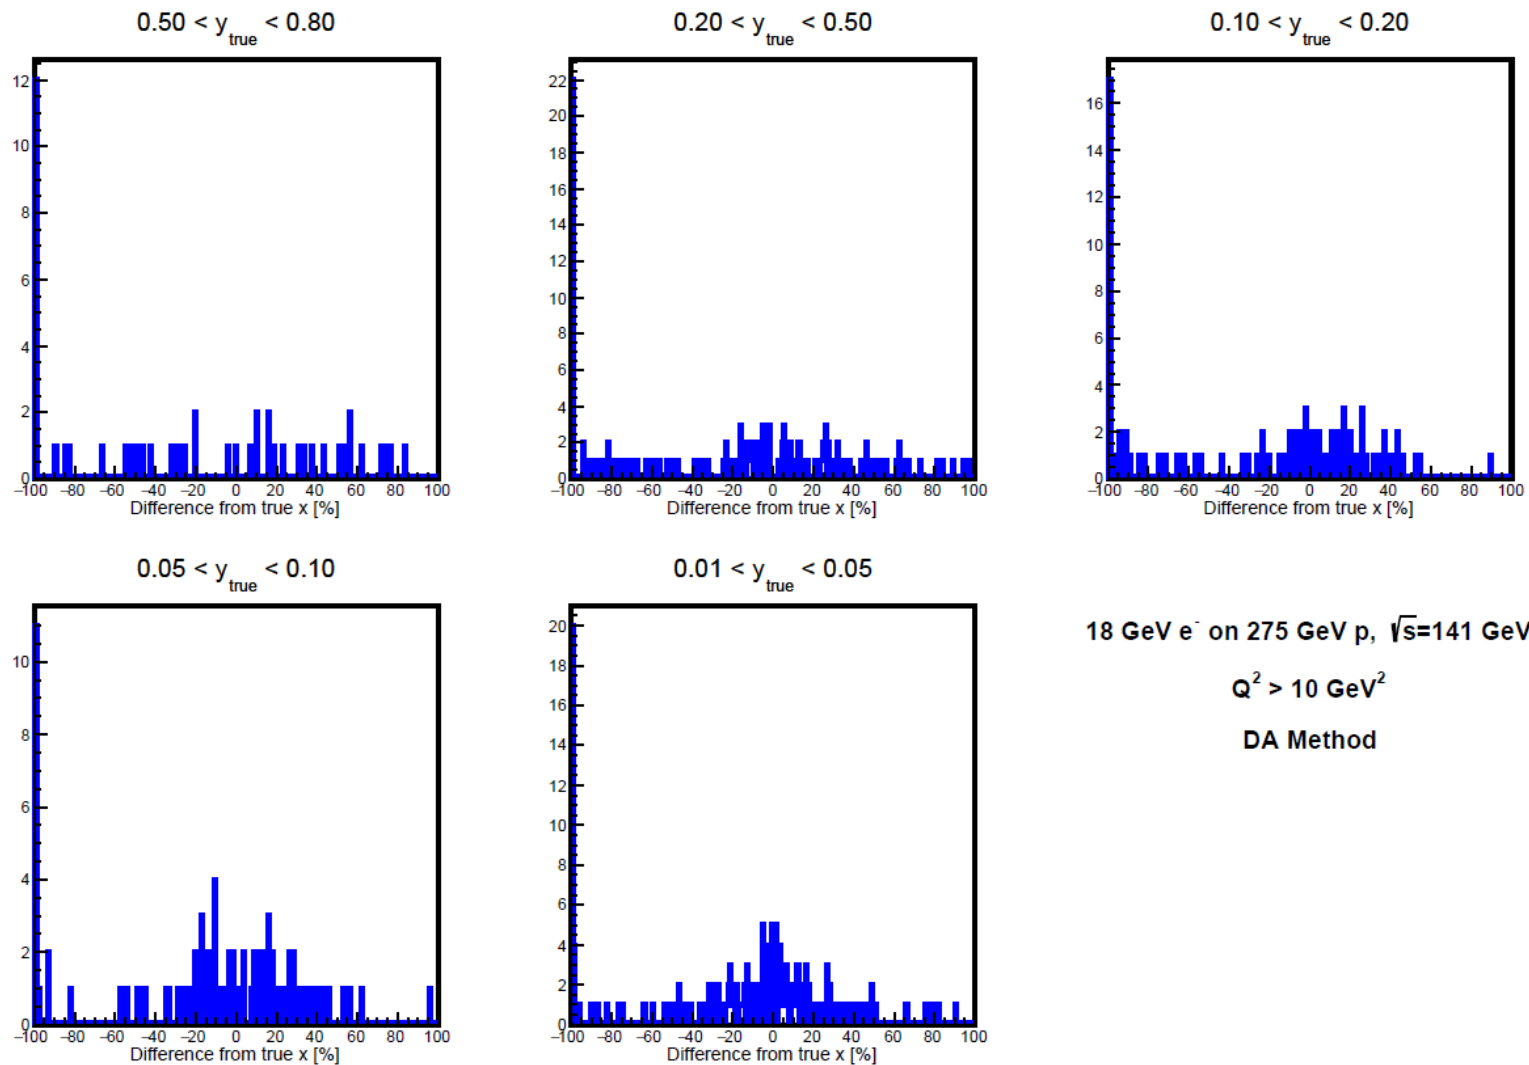 0.50 < y_true < 0.80
12
10
8
6
4
2
0
−100 −80 −60 −40 −20 0 20 40 60 80 100
Difference from true x [%]
0.20 < y_true < 0.50
22
20
18
16
14
12
10
8
6
4
2
0
−100 −80 −60 −40 −20 0 20 40 60 80 100
Difference from true x [%]
0.10 < y_true < 0.20
16
14
12
10
8
6
4
2
0
−100 −80 −60 −40 −20 0 20 40 60 80 100
Difference from true x [%]
0.05 < y_true < 0.10
10
8
6
4
2
0
−100 −80 −60 −40 −20 0 20 40 60 80 100
Difference from true x [%]
0.01 < y_true < 0.05
20
18
16
14
12
10
8
6
4
2
0
−100 −80 −60 −40 −20 0 20 40 60 80 100
Difference from true x [%]
18 GeV e⁻ on 275 GeV p, √s=141 GeV
Q² > 10 GeV²
DA Method